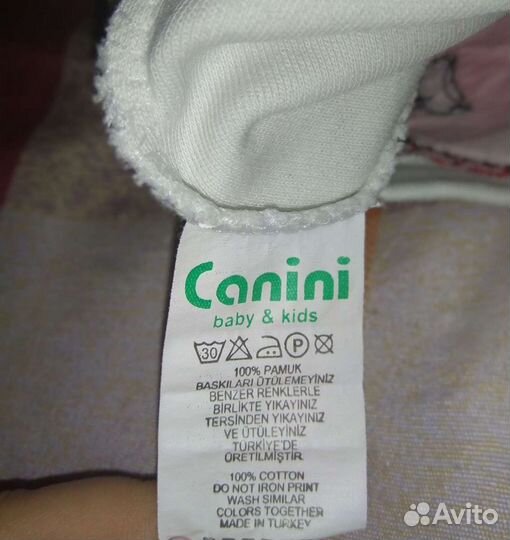 Canini
baby & kids
30 P
100% PAMUK
BASKILARI ÜTÜLEMEYİNİZ
BENZER RENKLERLE
BİRLİKTE YIKAYINIZ
TERSİNDEN YIKAYINIZ
VE ÜTÜLEYİNİZ
TÜRKİYE'DE
ÜRETİLMİŞTİR.
100% COTTON
DO NOT IRON PRINT
WASH SIMILAR
COLORS TOGETHER
MADE IN TURKEY
Avito